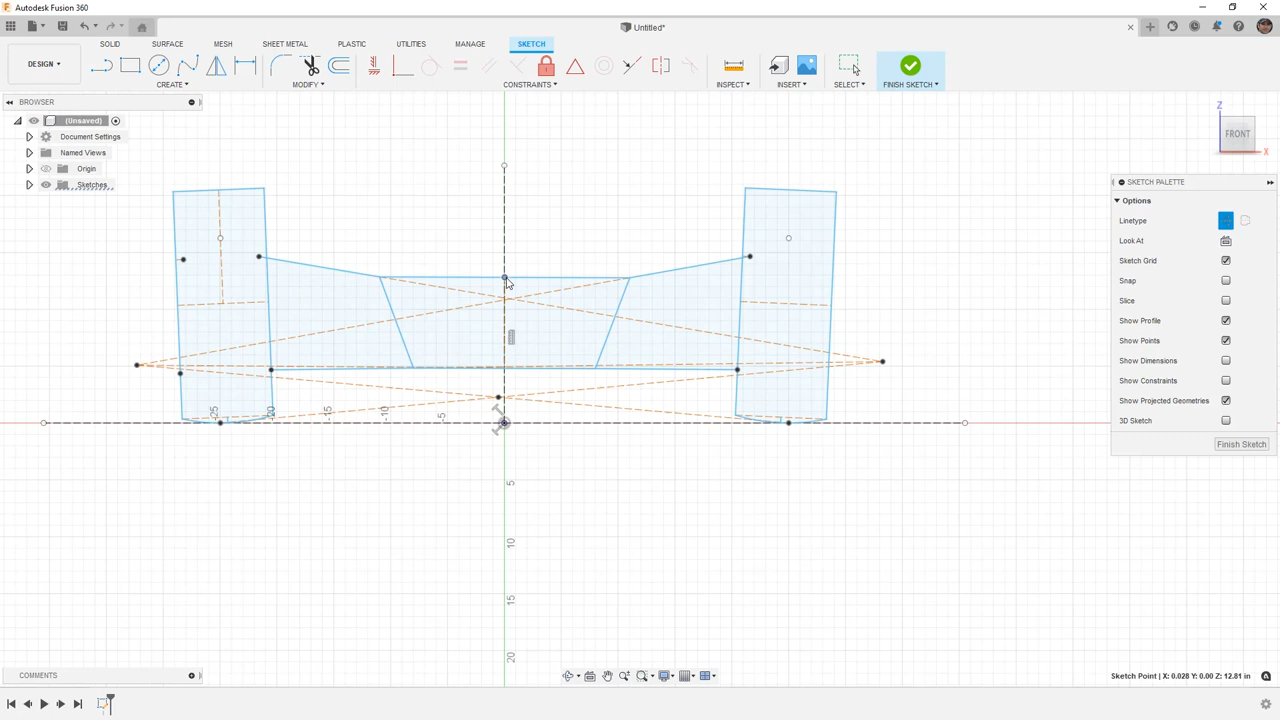 Autodesk Fusion 360
Untitled*
SOLID SURFACE MESH SHEET METAL PLASTIC UTILITIES MANAGE SKETCH
DESIGN
CREATE MODIFY CONSTRAINTS INSPECT INSERT SELECT FINISH SKETCH
BROWSER
(Unsaved)
Document Settings
Named Views
Origin
Sketches
Z
FRONT
X
SKETCH PALETTE
Options
Linetype
Look At
Sketch Grid
Snap
Slice
Show Profile
Show Points
Show Dimensions
Show Constraints
Show Projected Geometries
3D Sketch
Finish Sketch
-25 -20 -15 -10 -5
5
10
15
20
COMMENTS
Sketch Point | X: 0.028 Y: 0.00 Z: 12.81 in